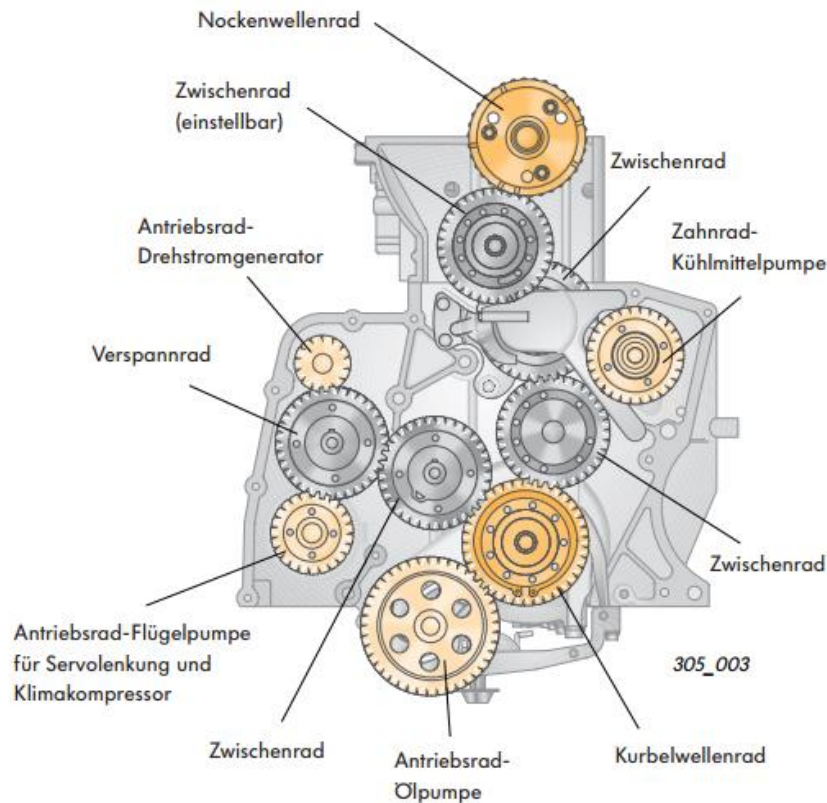 Nockenwellenrad
Zwischenrad
(einstellbar)
Zwischenrad
Antriebsrad-
Drehstromgenerator
Zahnrad-
Kühlmittelpumpe
Verspannrad
Zwischenrad
Antriebsrad-Flügelpumpe
für Servolenkung und
Klimakompressor
305_003
Zwischenrad
Antriebsrad-
Ölpumpe
Kurbelwellenrad